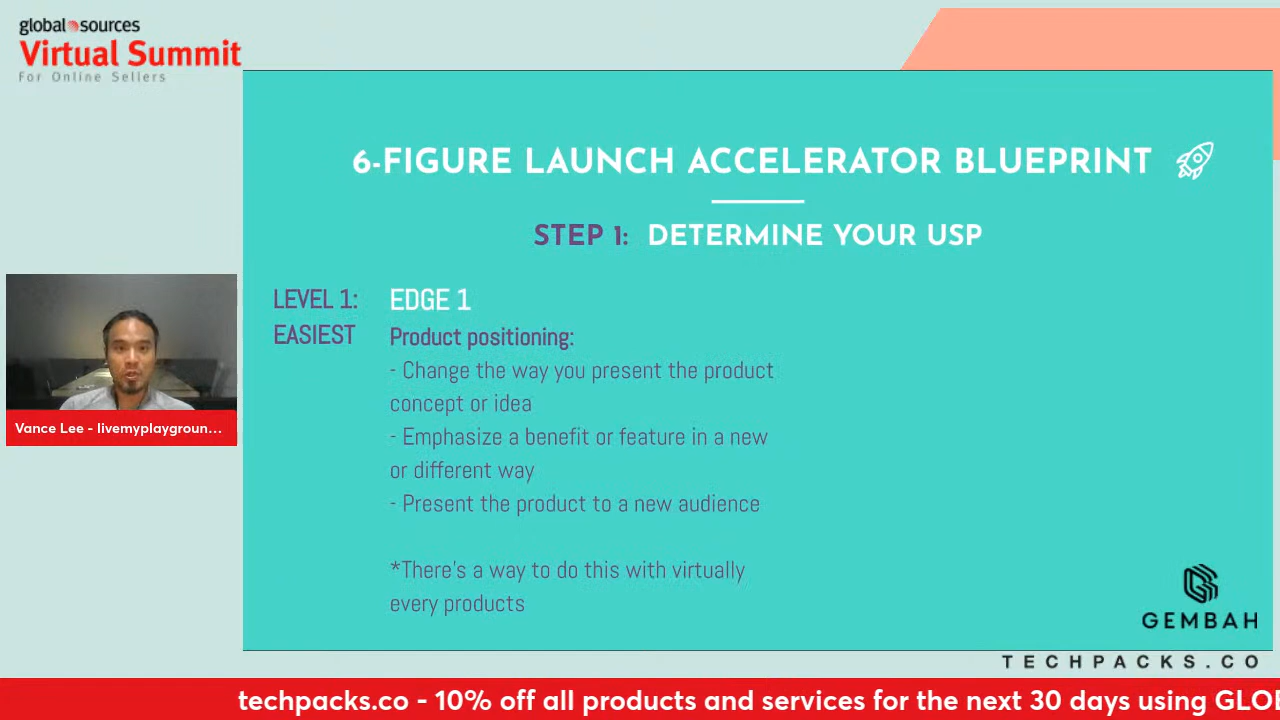 global sources
Virtual Summit
For Online Sellers
6-FIGURE LAUNCH ACCELERATOR BLUEPRINT
STEP 1: DETERMINE YOUR USP
LEVEL 1:
EASIEST
EDGE 1
Product positioning:
- Change the way you present the product
concept or idea
- Emphasize a benefit or feature in a new
or different way
- Present the product to a new audience
*There's a way to do this with virtually
every products
Vance Lee - livemyplaygroun...
GEMBAH
TECHPACKS.CO
techpacks.co - 10% off all products and services for the next 30 days using GLO